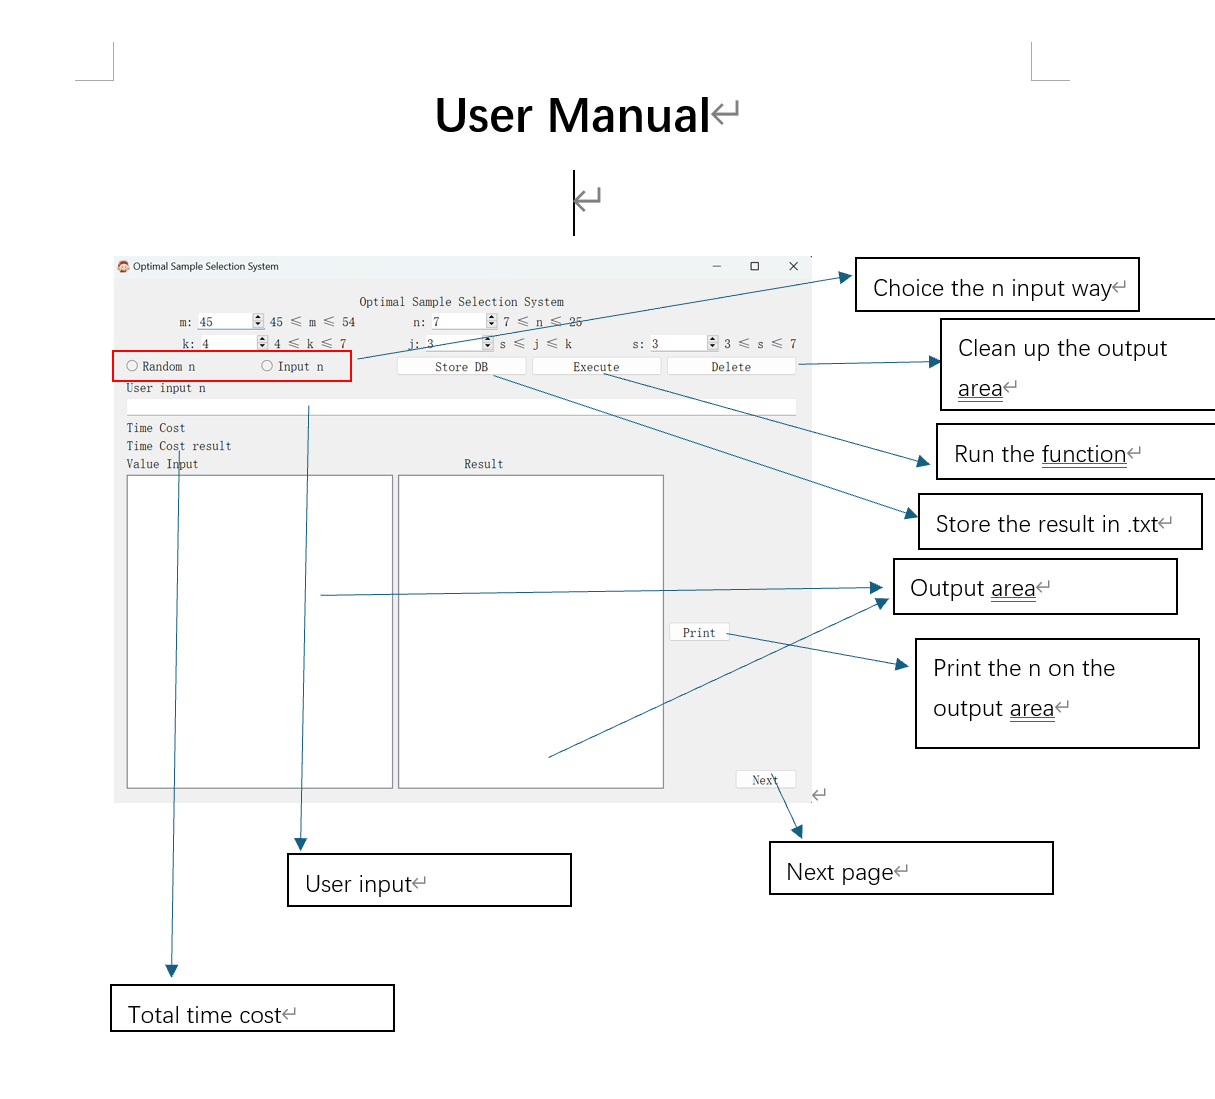 User Manual
Optimal Sample Selection System
Optimal Sample Selection System
m: 45 45 ≤ m ≤ 54 n: 7 7 ≤ n ≤ 25
k: 4 4 ≤ k ≤ 7 j: 3 s ≤ j ≤ k s: 3 3 ≤ s ≤ 7
Random n Input n Store DB Execute Delete
User input n
Time Cost
Time Cost result
Value Input Result
Print
Next
Choice the n input way
Clean up the output
area
Run the function
Store the result in .txt
Output area
Print the n on the
output area
User input
Next page
Total time cost